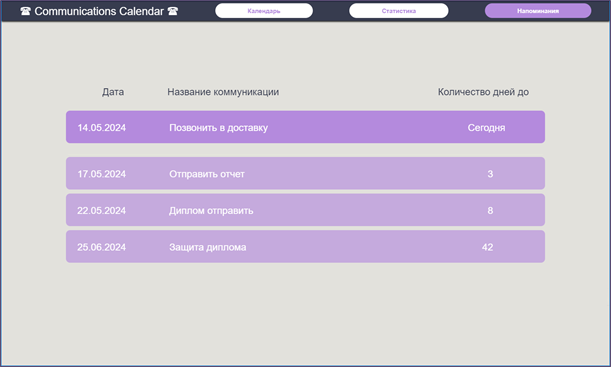 ☎ Communications Calendar ☎ Календарь Статистика Напоминания
Дата Название коммуникации Количество дней до
14.05.2024 Позвонить в доставку Сегодня
17.05.2024 Отправить отчет 3
22.05.2024 Диплом отправить 8
25.06.2024 Защита диплома 42